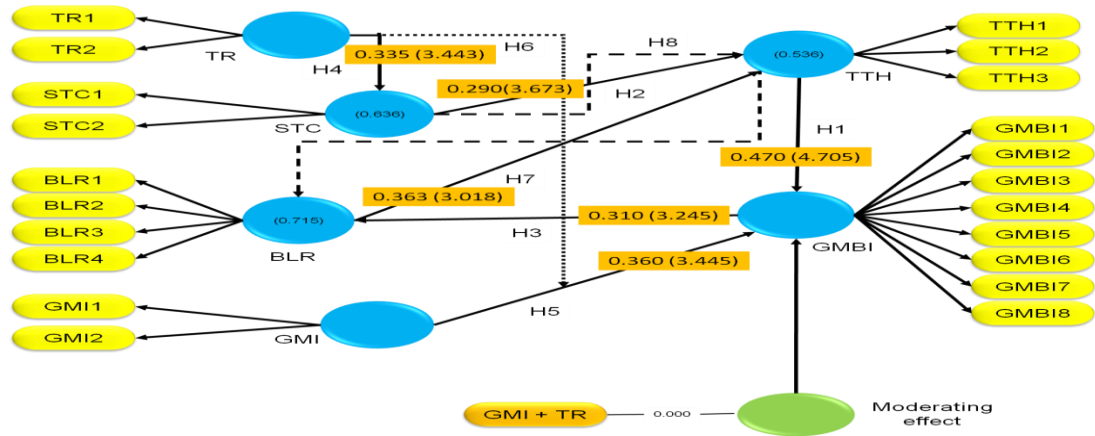 TR1
TR2
TR
H4
0.335 (3.443)
H6
H8
STC1
STC2
STC
(0.636)
0.290(3.673)
H2
(0.536)
TTH
TTH1
TTH2
TTH3
H1
0.470 (4.705)
BLR1
BLR2
BLR3
BLR4
(0.715)
BLR
H7
0.363 (3.018)
0.310 (3.245)
H3
0.360 (3.445)
GMBI
GMBI1
GMBI2
GMBI3
GMBI4
GMBI5
GMBI6
GMBI7
GMBI8
GMI1
GMI2
GMI
H5
GMI + TR
0.000
Moderating
effect